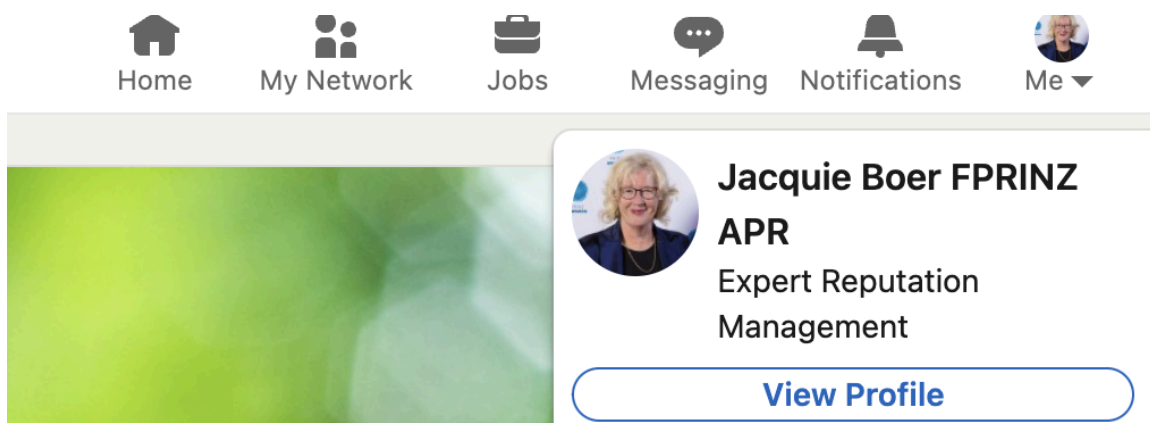 Home
My Network
Jobs
Messaging
Notifications
Me
Jacquie Boer FPRINZ
APR
Expert Reputation
Management
View Profile